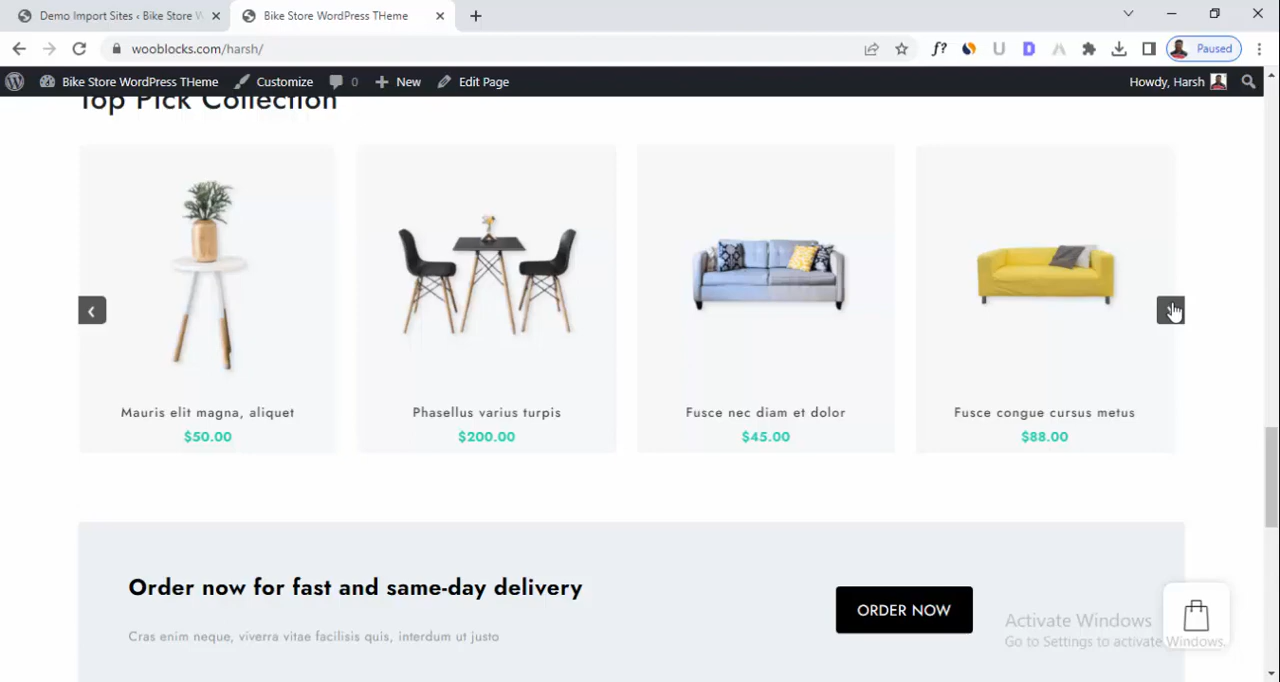 Demo Import Sites ‹ Bike Store W
Bike Store WordPress THeme
wooblocks.com/harsh/
f?
U
D
Paused
Bike Store WordPress THeme
Customize
0
New
Edit Page
Howdy, Harsh
Top Pick Collection
Mauris elit magna, aliquet
$50.00
Phasellus varius turpis
$200.00
Fusce nec diam et dolor
$45.00
Fusce congue cursus metus
$88.00
Order now for fast and same-day delivery
Cras enim neque, viverra vitae facilisis quis, interdum ut justo
ORDER NOW
Activate Windows
Go to Settings to activate Windows.